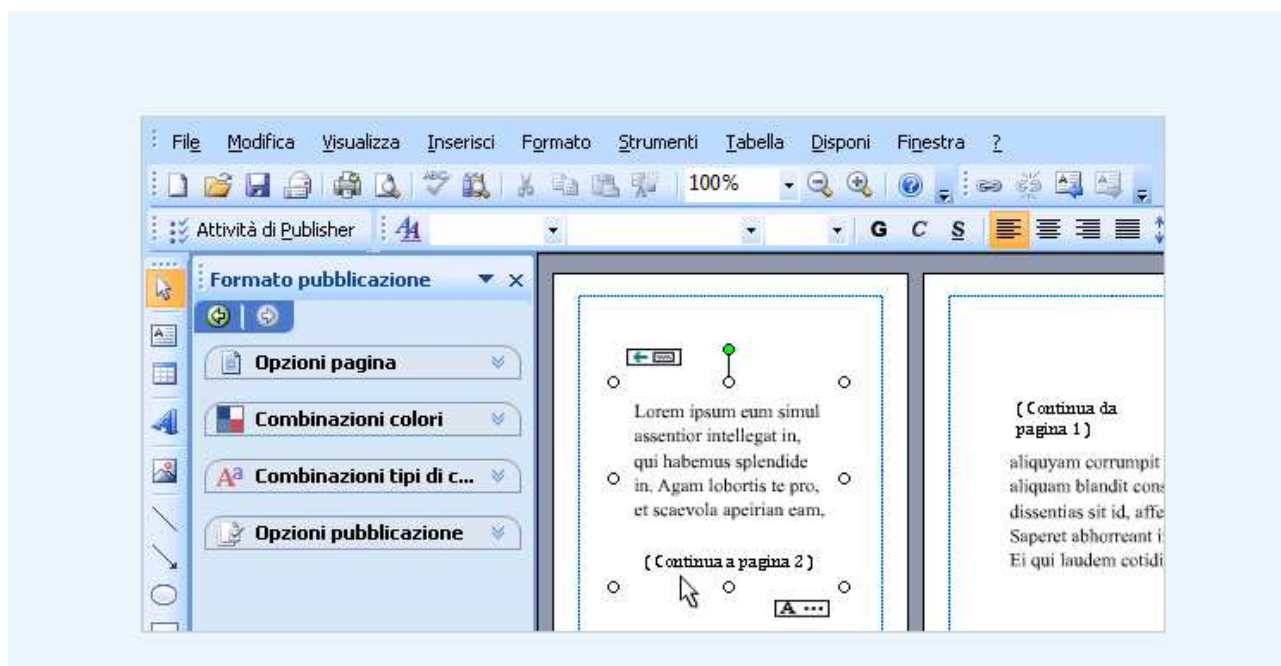 File Modifica Visualizza Inserisci Formato Strumenti Tabella Disponi Finestra ?
100%
Attività di Publisher G C S
Formato pubblicazione
Opzioni pagina
Combinazioni colori
Combinazioni tipi di c...
Opzioni pubblicazione
Lorem ipsum eum simul
assentior intellegat in,
qui habemus splendide
in. Agam lobortis te pro,
et scaevola apeirian eam,
(Continua a pagina 2)
A ...
(Continua da
pagina 1)
aliquyam corrumpit
aliquam blandit cons
dissentias sit id, affe
Saperet abhorreant i
Ei qui laudem cotidi